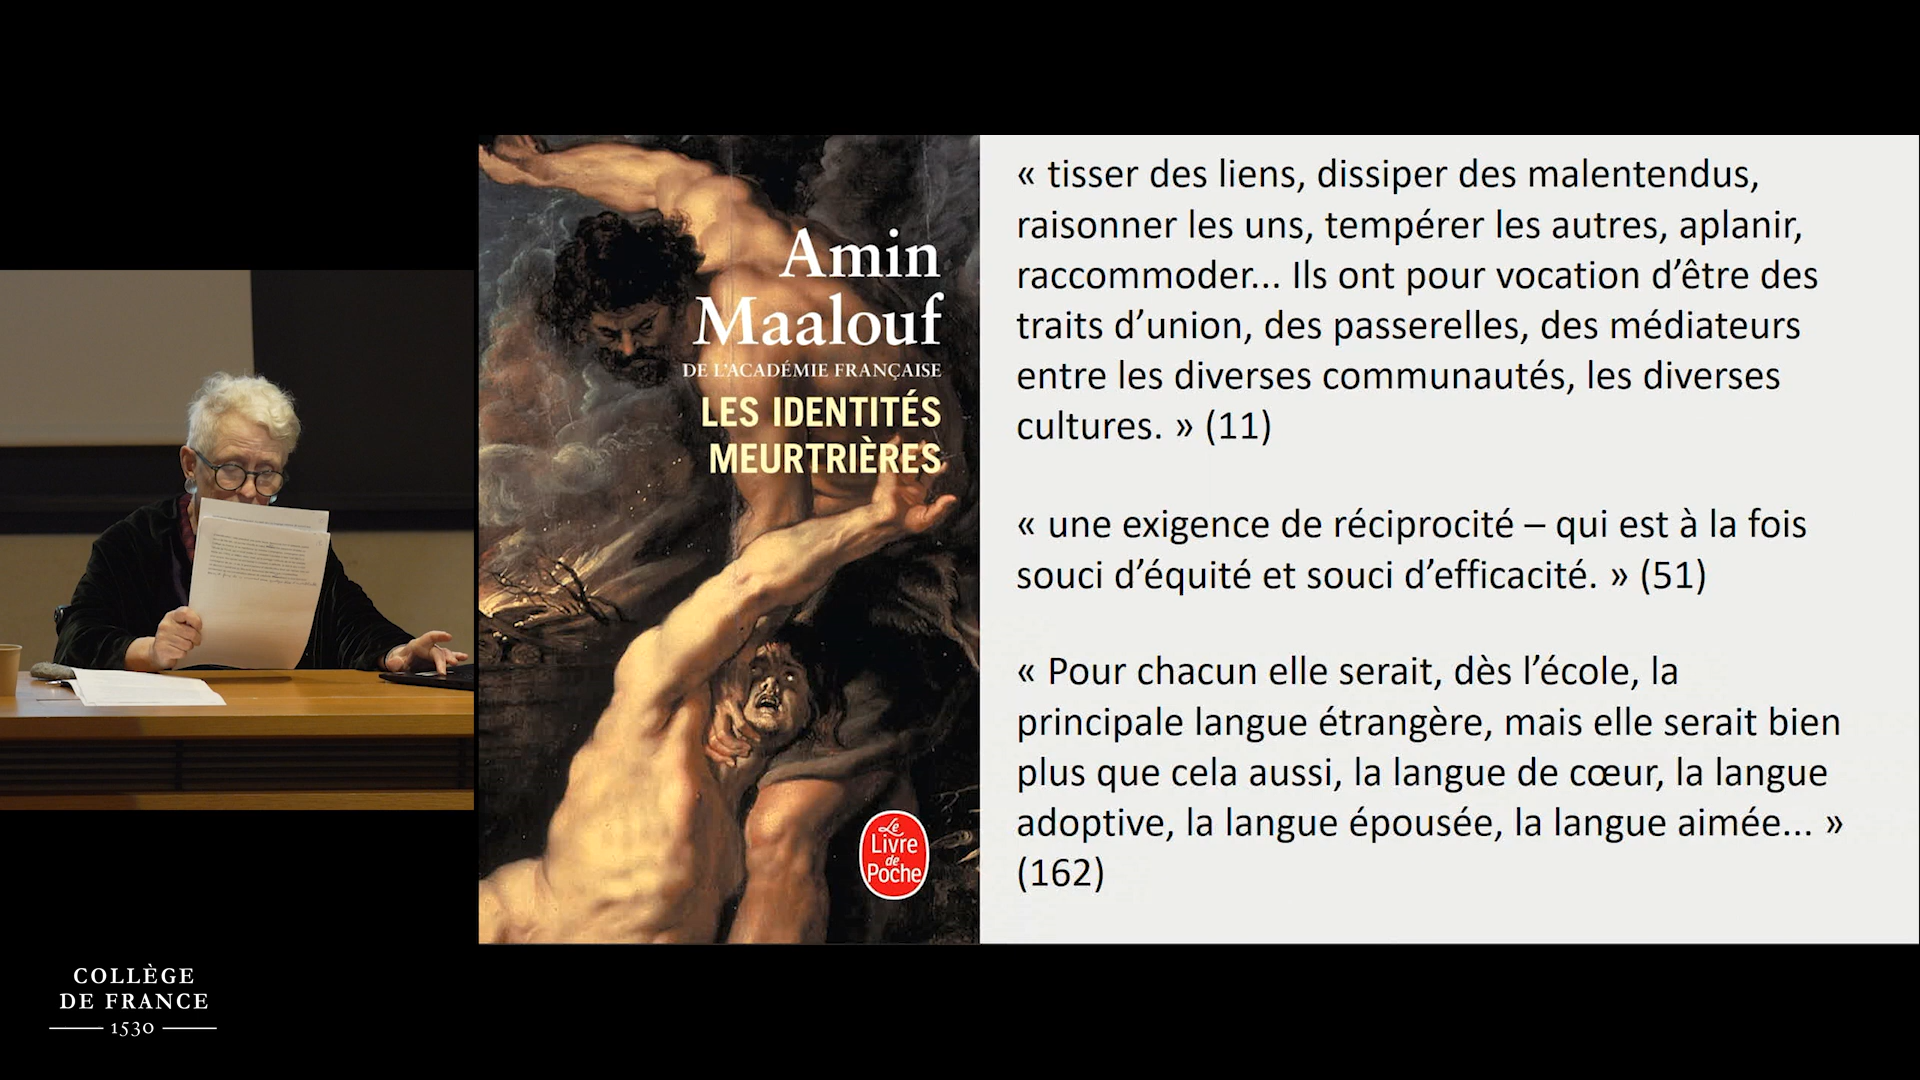 Amin
Maalouf
DE L'ACADÉMIE FRANÇAISE
LES IDENTITÉS
MEURTRIÈRES
Le
Livre
de
Poche
« tisser des liens, dissiper des malentendus,
raisonner les uns, tempérer les autres, aplanir,
raccommoder... Ils ont pour vocation d’être des
traits d’union, des passerelles, des médiateurs
entre les diverses communautés, les diverses
cultures. » (11)
« une exigence de réciprocité – qui est à la fois
souci d’équité et souci d’efficacité. » (51)
« Pour chacun elle serait, dès l’école, la
principale langue étrangère, mais elle serait bien
plus que cela aussi, la langue de cœur, la langue
adoptive, la langue épousée, la langue aimée... »
(162)
COLLÈGE
DE FRANCE
1530